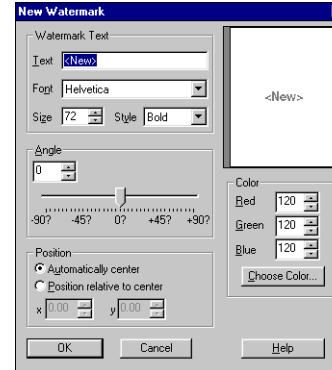 New Watermark
Watermark Text
Text <New>
Font Helvetica
Size 72 Style Bold
<New>
Angle
0
-90? -45? 0? +45? +90?
Color
Red 120
Green 120
Blue 120
Choose Color...
Position
Automatically center
Position relative to center
x 0.00 y 0.00
OK Cancel Help